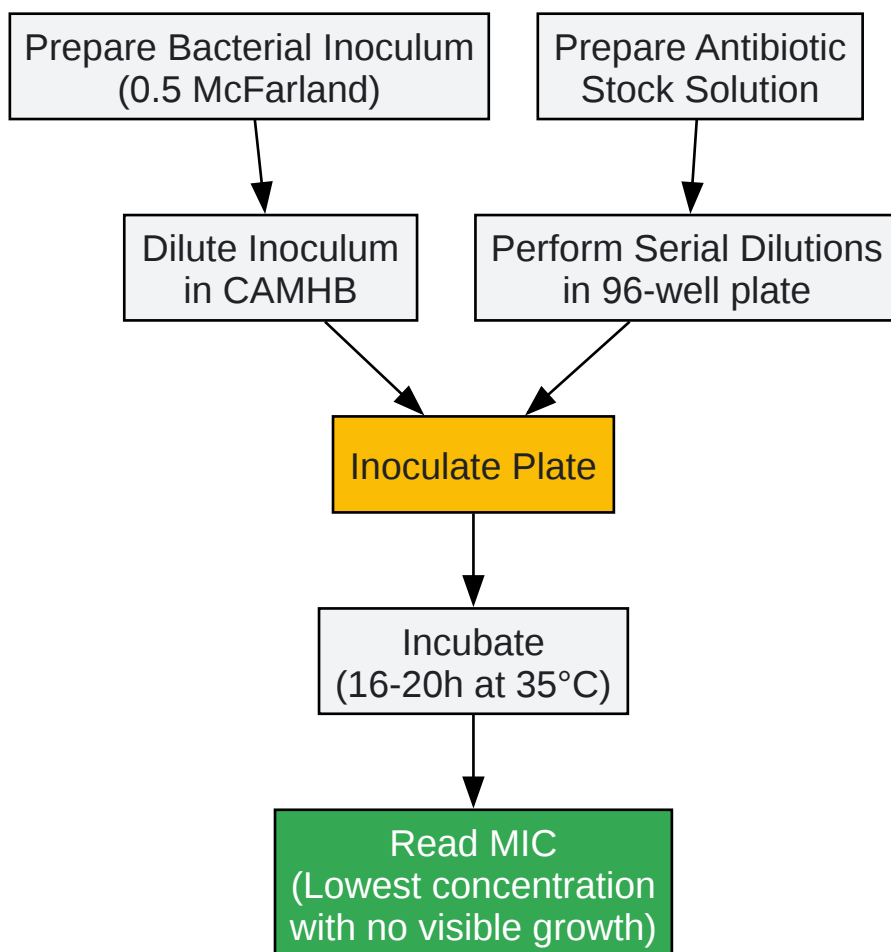 Prepare Bacterial Inoculum
(0.5 McFarland)
Prepare Antibiotic
Stock Solution
Dilute Inoculum
in CAMHB
Perform Serial Dilutions
in 96-well plate
Inoculate Plate
Incubate
(16-20h at 35°C)
Read MIC
(Lowest concentration
with no visible growth)